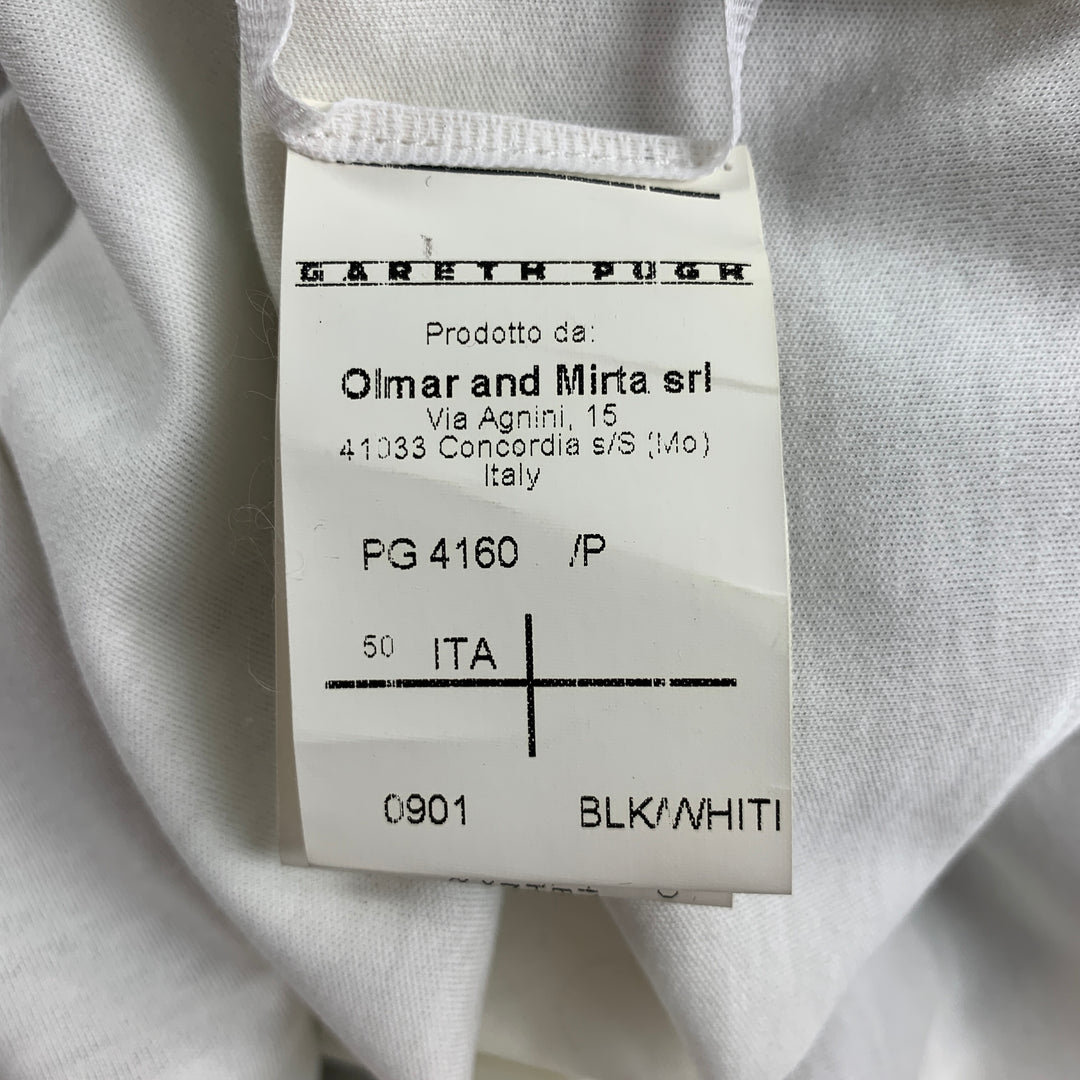 GARETH PUGH
Prodotto da:
Olmar and Mirta srl
Via Agnini, 15
41033 Concordia s/S (Mo)
Italy
PG 4160 /P
50 ITA
0901 BLK/WHITI